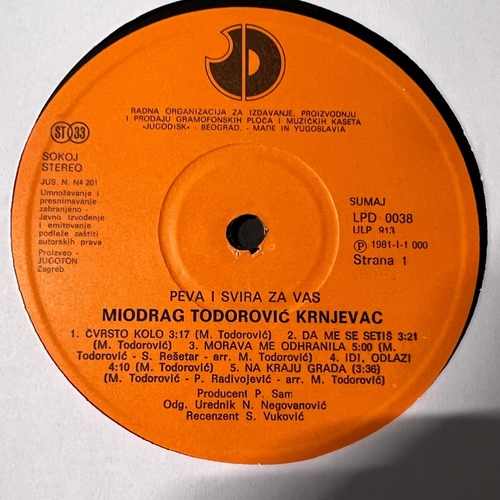 RADNA ORGANIZACIJA ZA IZDAVANJE, PROIZVODNJU
I PRODAJU GRAMOFONSKIH PLOČA I MUZIČKIH KASETA
«JUGODISK» - BEOGRAD, - MADE IN YUGOSLAVIA
ST 33
SOKOJ
STEREO
JUS. N. N4 201
Umnožavanje i
presnimavanje
zabranjeno -
Javno izvođenje
i emitovanje
podleže zaštiti
autorskih prava
Proizveo -
JUGOTON
Zagreb
SUMAJ
LPD 0038
ULP 913
Ⓟ 1981-I-1 000
Strana 1
PEVA I SVIRA ZA VAS
MIODRAG TODOROVIĆ KRNJEVAC
1. ČVRSTO KOLO 3:17 (M. Todorović) 2. DA ME SE SETIŠ 3:21
(M. Todorović) 3. MORAVA ME ODHRANILA 5:00 (M.
Todorović - S. Rešetar - arr. M. Todorović) 4. IDI, ODLAZI
4:10 (M. Todorović) 5. NA KRAJU GRADA (3:36)
(M. Todorović - P. Radivojević - arr. M. Todorović)
Producent P. Sam
Odg. Urednik N. Negovanović
Recenzent S. Vuković